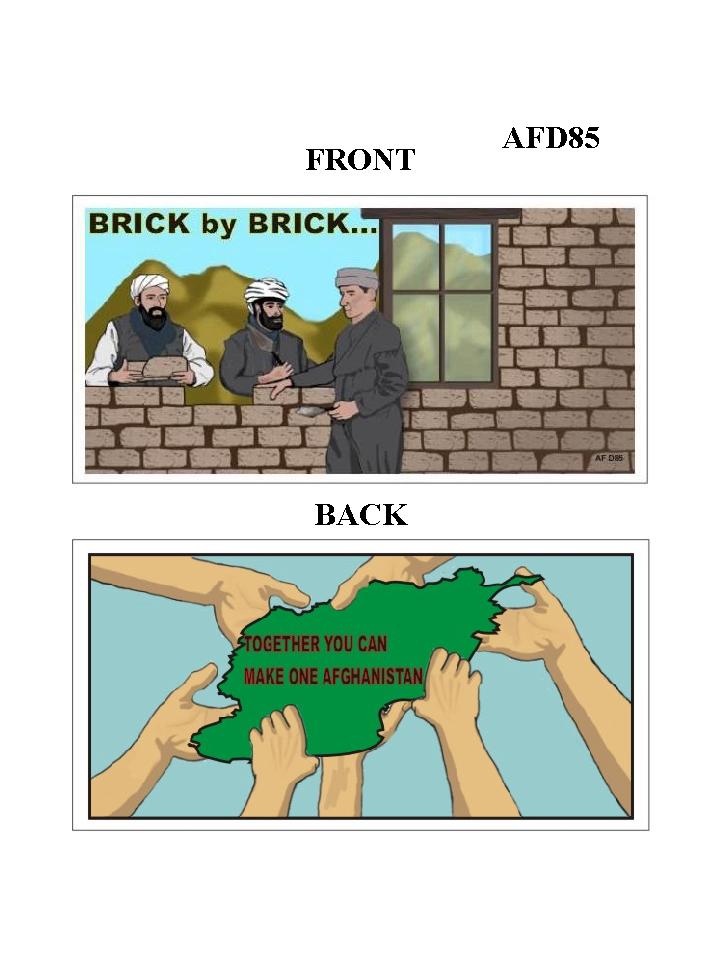 AFD85
FRONT
BRICK by BRICK...
AF D85
BACK
TOGETHER YOU CAN
MAKE ONE AFGHANISTAN